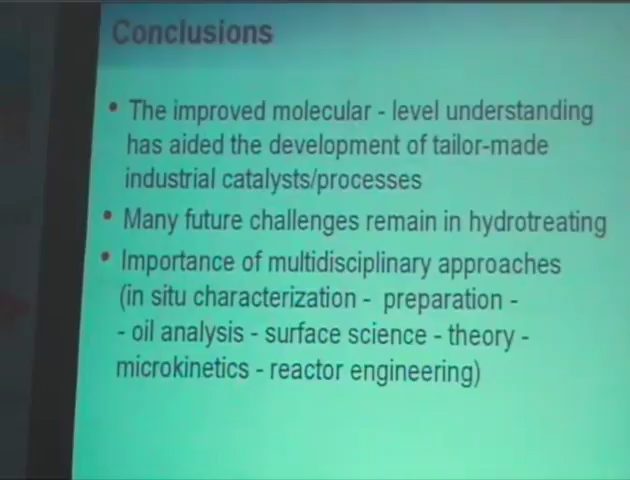 Conclusions
• The improved molecular - level understanding
has aided the development of tailor-made
industrial catalysts/processes
• Many future challenges remain in hydrotreating
• Importance of multidisciplinary approaches
(in situ characterization - preparation -
- oil analysis - surface science - theory -
microkinetics - reactor engineering)